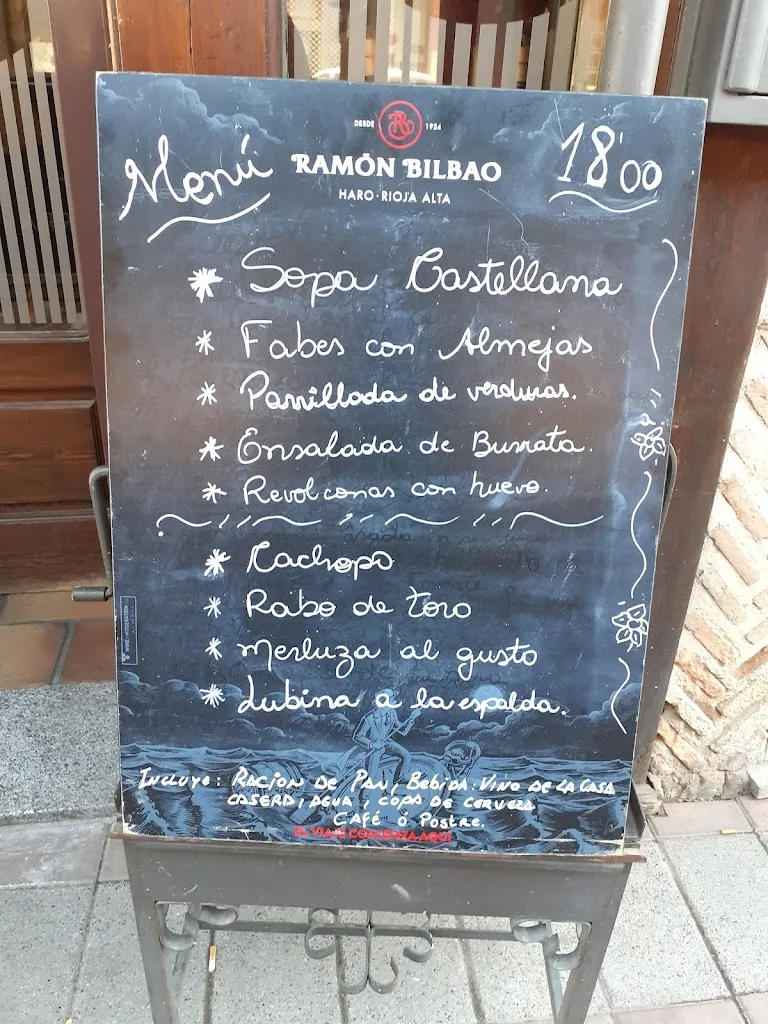 DESDE 1924
Menú
RAMÓN BILBAO
18'00
HARO·RIOJA ALTA
* Sopa Castellana
* Fabes con Almejas
* Parrillada de verduras.
* Ensalada de Burrata.
* Revolconas con huevo.
* Cachopo
* Rabo de toro
* Merluza al gusto
* Lubina a la espalda.
INCLUYE: RACION DE PAN, BEBIDA: VINO DE LA CASA
CASERA, AGUA, COPA DE CERVEZA
CAFÉ Ó POSTRE.
EL VIAJE COMIENZA AQUÍ